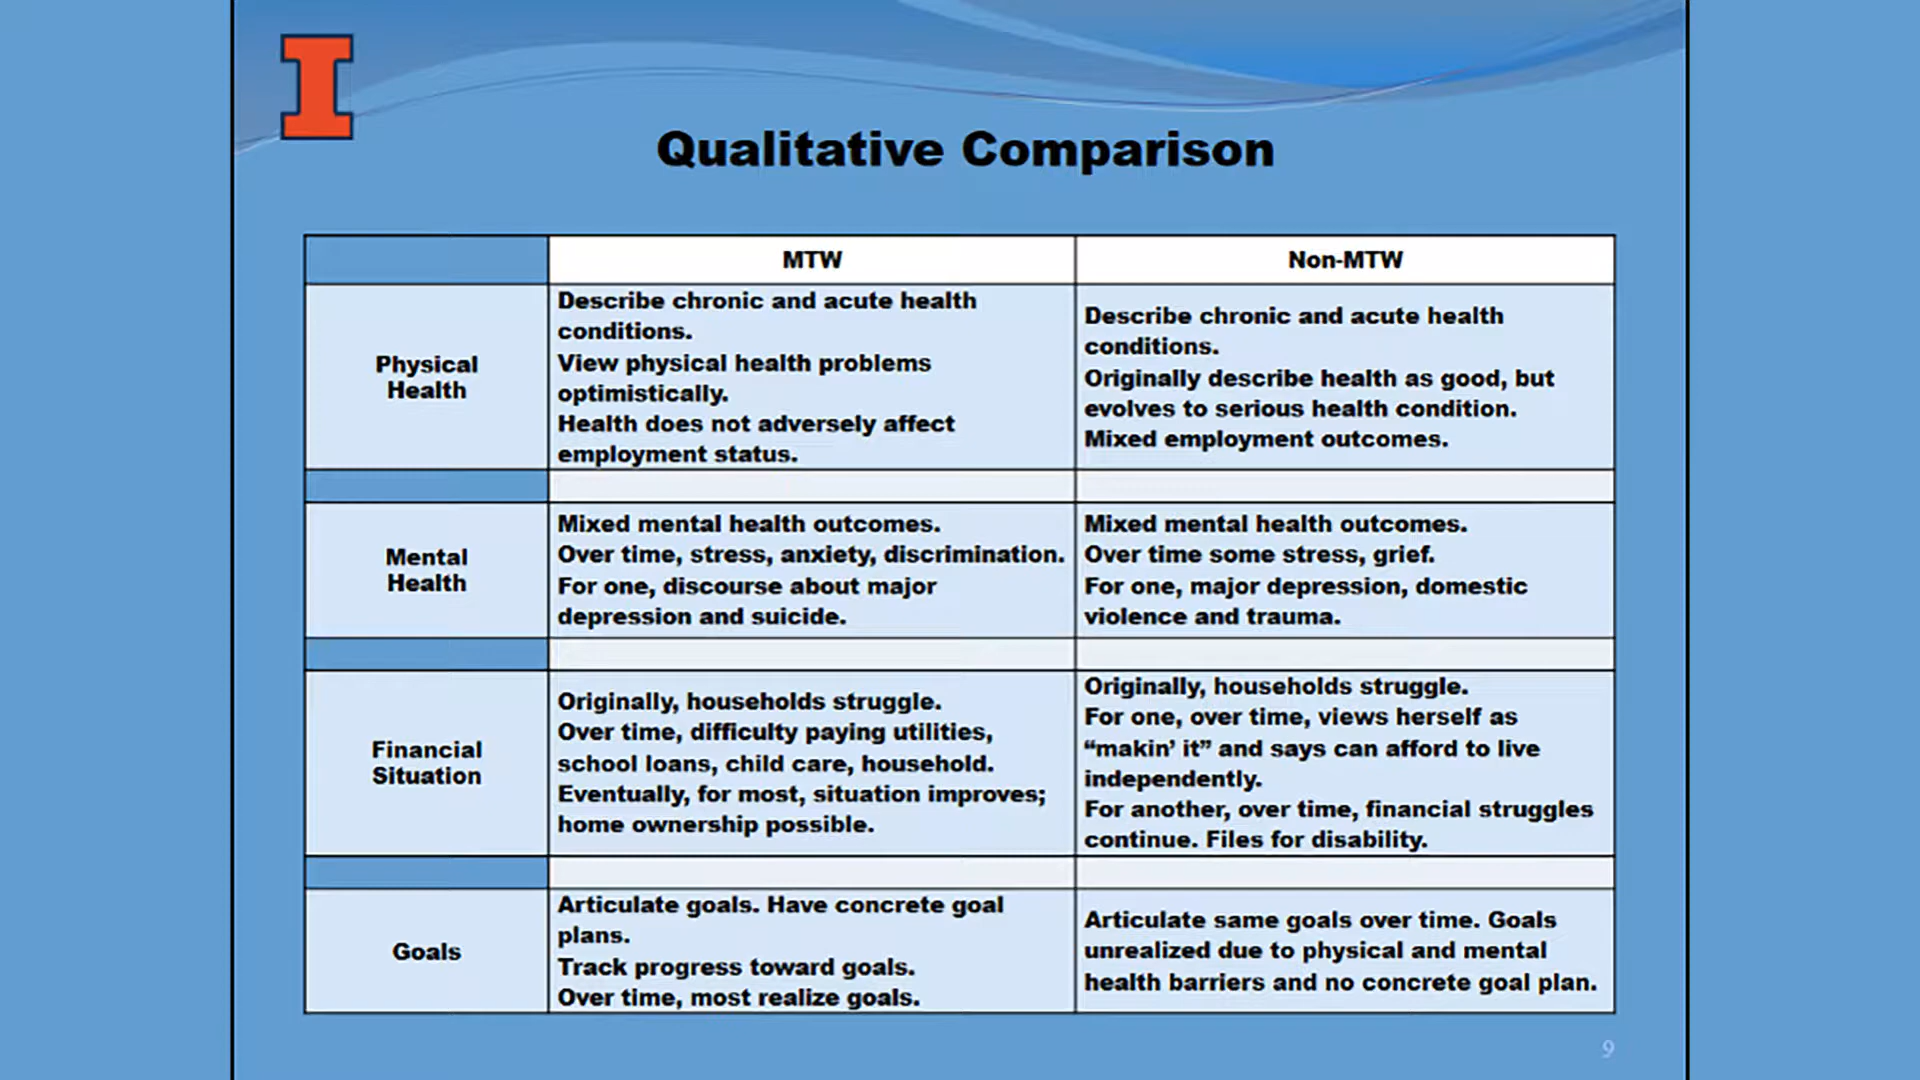 I
Qualitative Comparison
MTW
Non-MTW
Physical
Health
Describe chronic and acute health
conditions.
View physical health problems
optimistically.
Health does not adversely affect
employment status.
Describe chronic and acute health
conditions.
Originally describe health as good, but
evolves to serious health condition.
Mixed employment outcomes.
Mental
Health
Mixed mental health outcomes.
Over time, stress, anxiety, discrimination.
For one, discourse about major
depression and suicide.
Mixed mental health outcomes.
Over time some stress, grief.
For one, major depression, domestic
violence and trauma.
Financial
Situation
Originally, households struggle.
Over time, difficulty paying utilities,
school loans, child care, household.
Eventually, for most, situation improves;
home ownership possible.
Originally, households struggle.
For one, over time, views herself as
“makin’ it” and says can afford to live
independently.
For another, over time, financial struggles
continue. Files for disability.
Goals
Articulate goals. Have concrete goal
plans.
Track progress toward goals.
Over time, most realize goals.
Articulate same goals over time. Goals
unrealized due to physical and mental
health barriers and no concrete goal plan.
9